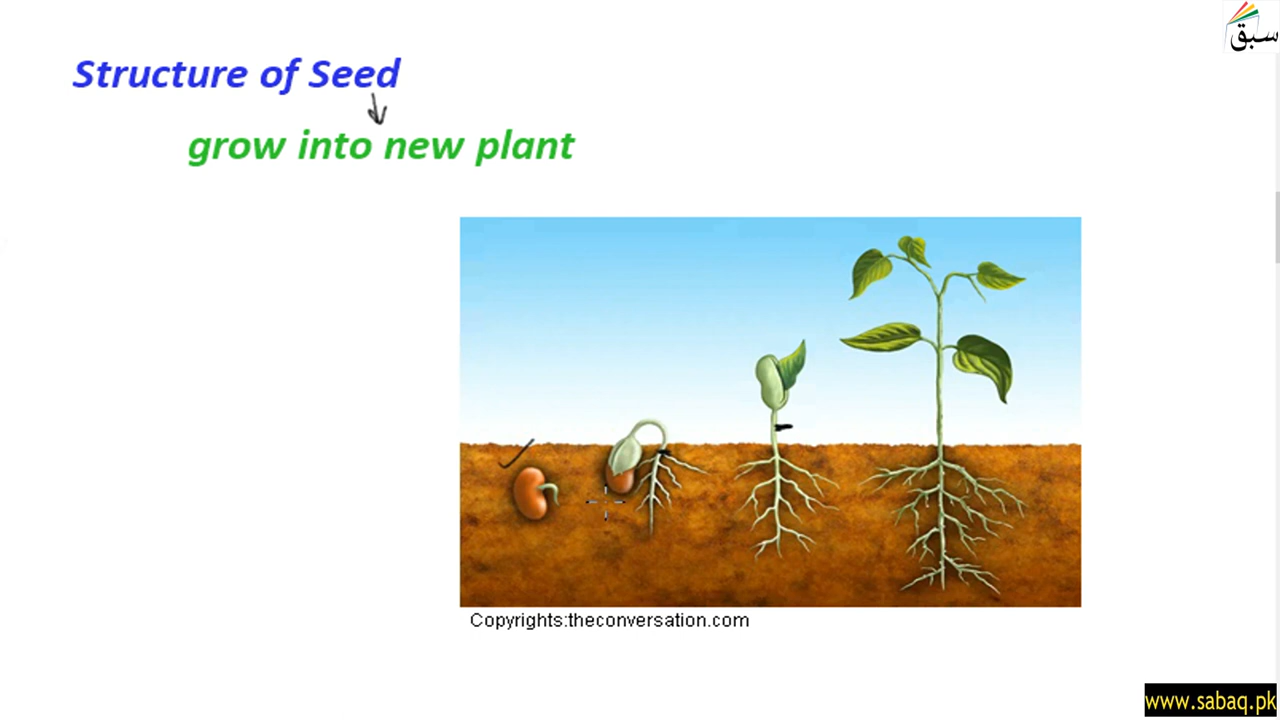 سبق
Structure of Seed
grow into new plant
Copyrights:theconversation.com
www.sabaq.pk